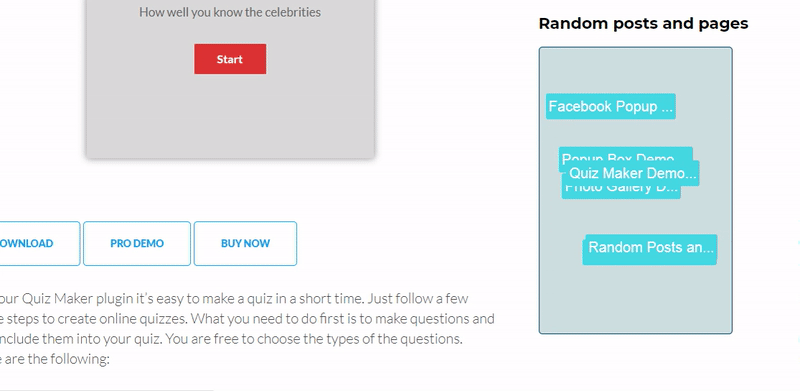 How well you know the celebrities
Start
OWNLOAD
PRO DEMO
BUY NOW
our Quiz Maker plugin it's easy to make a quiz in a short time. Just follow a few
e steps to create online quizzes. What you need to do first is to make questions and
nclude them into your quiz. You are free to choose the types of the questions.
e are the following:
Random posts and pages
Facebook Popup ...
Popup Box Demo...
Quiz Maker Demo...
Photo Gallery D...
Random Posts an...